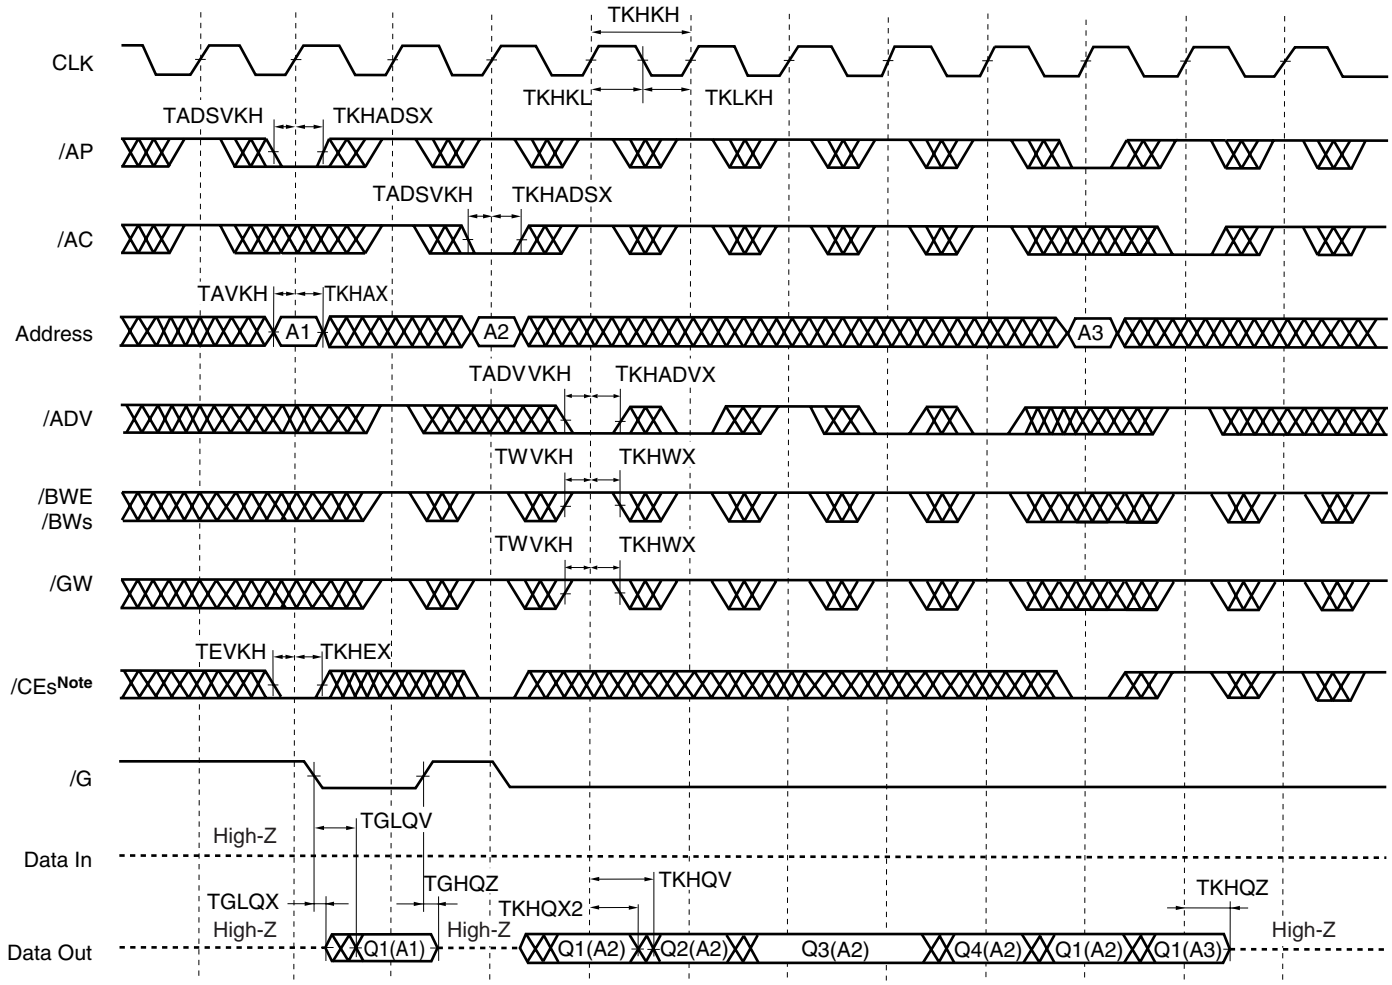 TKHKH
CLK
TKHKL
TKLKH
TADSVKH
TKHADSX
/AP
TADSVKH
TKHADSX
/AC
TAVKH
TKHAX
Address
A1
A2
A3
TADVVKH
TKHADVX
/ADV
TWVKH
TKHWX
/BWE
/BWs
TWVKH
TKHWX
/GW
TEVKH
TKHEX
/CEsNote
/G
TGLQV
High-Z
Data In
TGHQZ
TKHQV
TKHQZ
TGLQX
TKHQX2
High-Z
High-Z
High-Z
Data Out
Q1(A1)
Q1(A2)
Q2(A2)
Q3(A2)
Q4(A2)
Q1(A2)
Q1(A3)